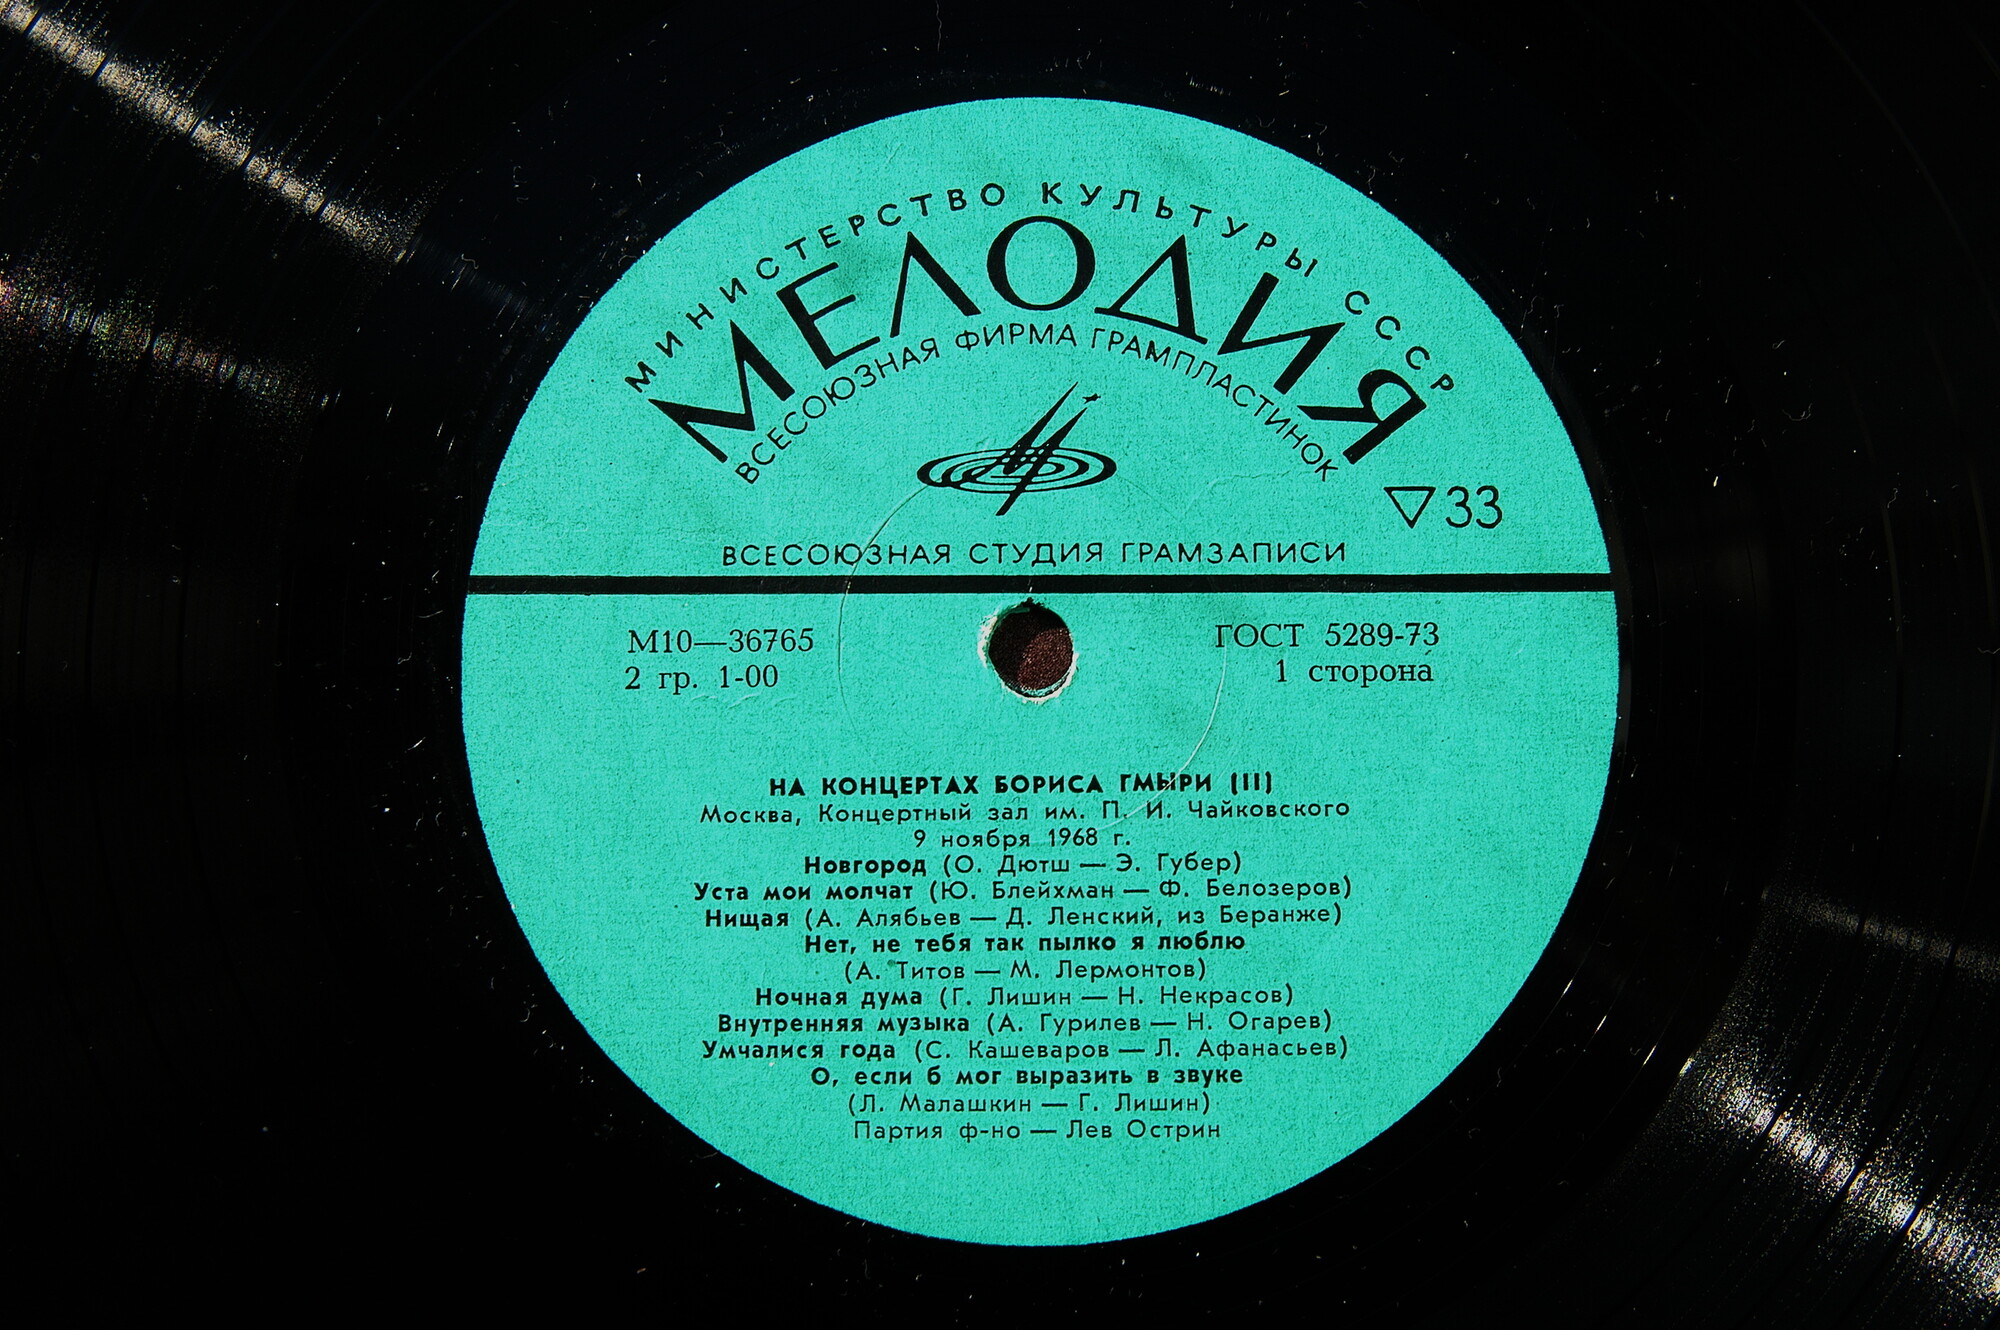 МИНИСТЕРСТВО КУЛЬТУРЫ СССР
МЕЛОДИЯ
ВСЕСОЮЗНАЯ ФИРМА ГРАМПЛАСТИНОК
▽33
ВСЕСОЮЗНАЯ СТУДИЯ ГРАМЗАПИСИ
М10—36765
ГОСТ 5289-73
2 гр. 1-00
1 сторона
НА КОНЦЕРТАХ БОРИСА ГМЫРИ (II)
Москва, Концертный зал им. П. И. Чайковского
9 ноября 1968 г.
Новгород (О. Дютш — Э. Губер)
Уста мои молчат (Ю. Блейхман — Ф. Белозеров)
Нищая (А. Алябьев — Д. Ленский, из Беранже)
Нет, не тебя так пылко я люблю
(А. Титов — М. Лермонтов)
Ночная дума (Г. Лишин — Н. Некрасов)
Внутренняя музыка (А. Гурилев — Н. Огарев)
Умчалися года (С. Кашеваров — Л. Афанасьев)
О, если б мог выразить в звуке
(Л. Малашкин — Г. Лишин)
Партия ф-но — Лев Острин